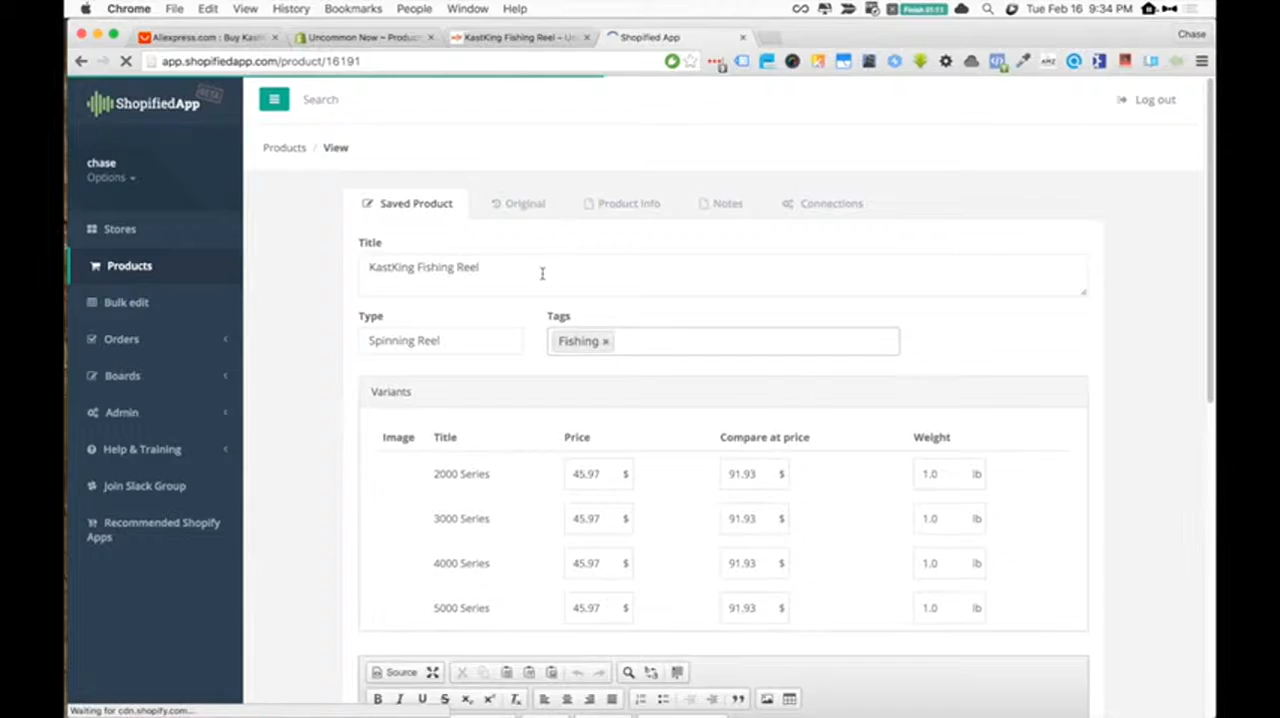 Chrome File Edit View History Bookmarks People Window Help Tue Feb 16 9:34 PM
Aliexpress.com : Buy Kast Uncommon Now ~ Product KastKing Fishing Reel – Shopified App Chase
app.shopifiedapp.com/product/16191
ShopifiedApp BETA
Search
Log out
Products / View
chase
Options
Saved Product Original Product Info Notes Connections
Stores
Title
Products
KastKing Fishing Reel
Bulk edit
Type Tags
Orders
Spinning Reel Fishing ×
Boards
Variants
Admin
Image Title Price Compare at price Weight
Help & Training
2000 Series 45.97 $ 91.93 $ 1.0 lb
Join Slack Group
3000 Series 45.97 $ 91.93 $ 1.0 lb
Recommended Shopify
Apps
4000 Series 45.97 $ 91.93 $ 1.0 lb
5000 Series 45.97 $ 91.93 $ 1.0 lb
Source
B I U S x₂ x² Tx
Waiting for cdn.shopify.com...